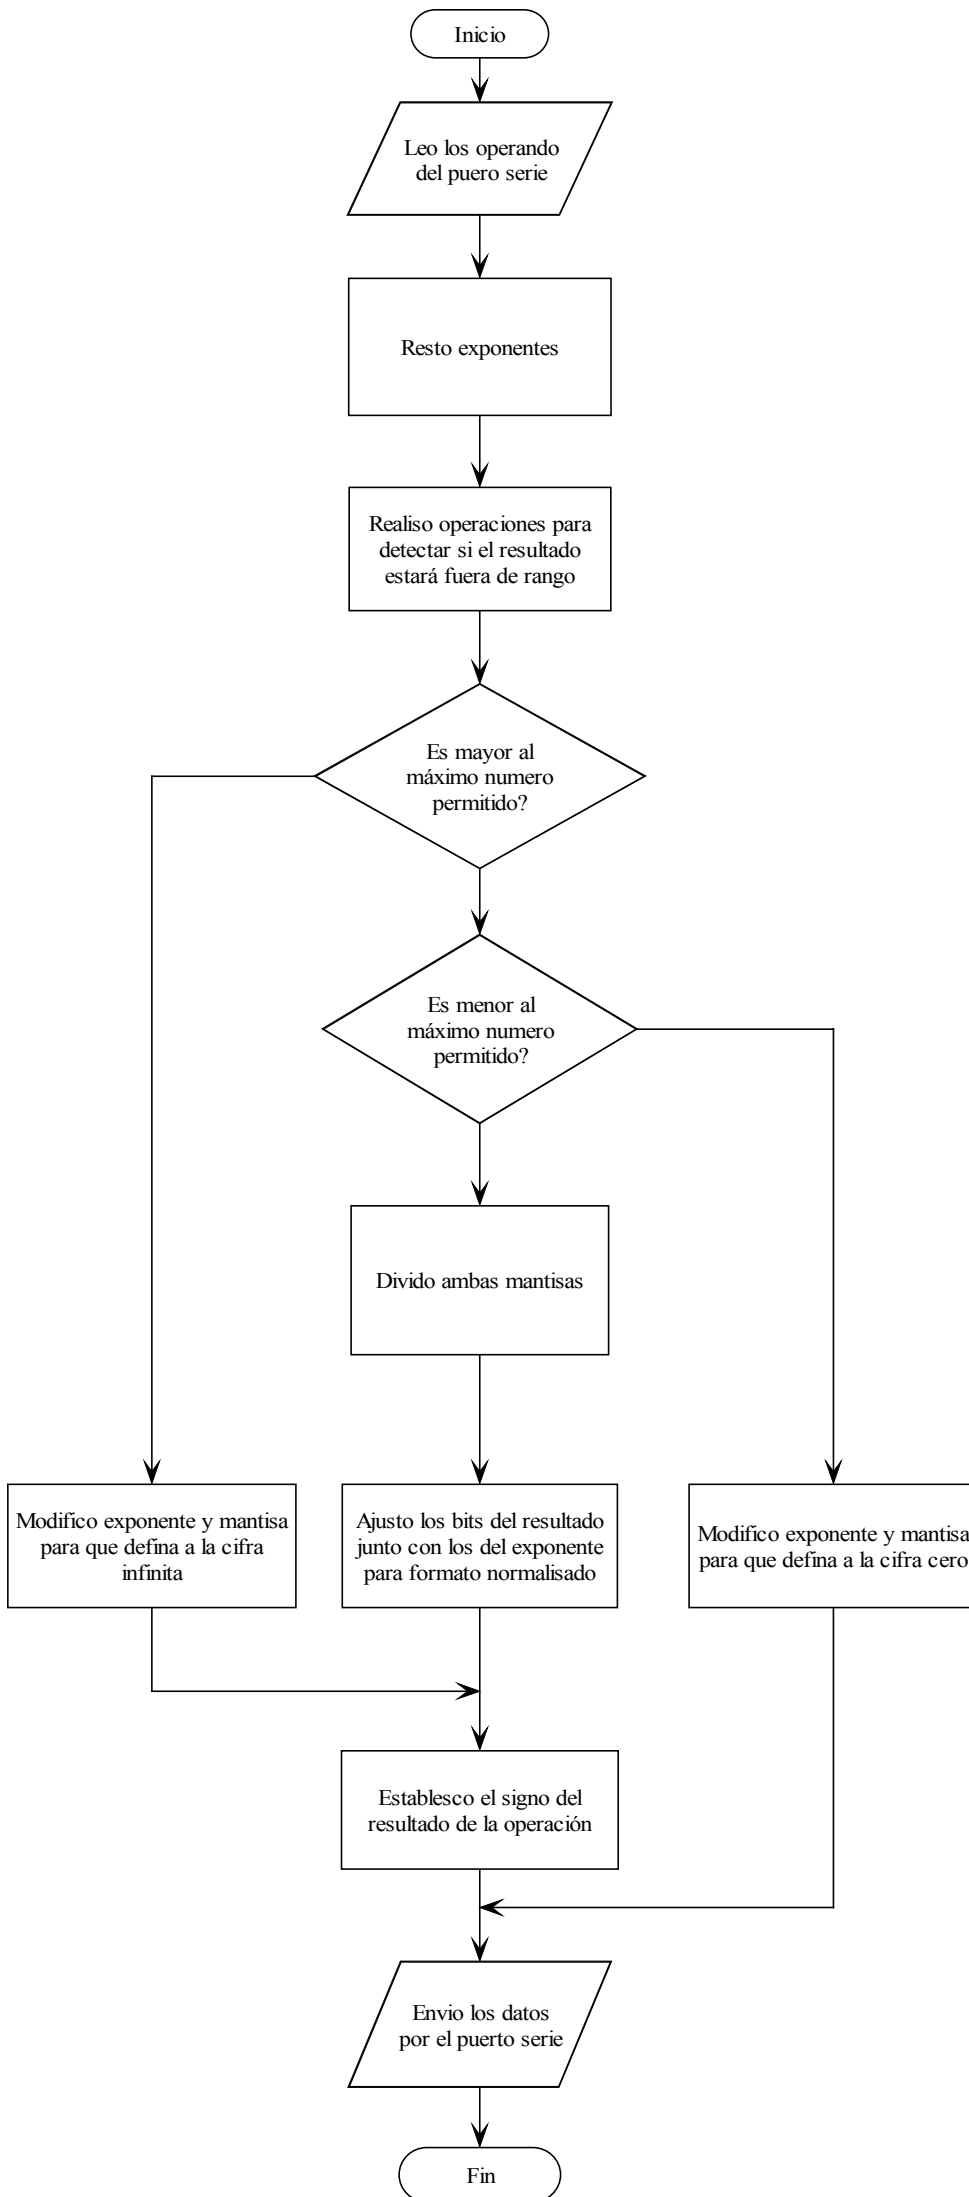 Inicio
Leo los operando
del puero serie
Resto exponentes
Realiso operaciones para
detectar si el resultado
estará fuera de rango
Es mayor al
máximo numero
permitido?
Es menor al
máximo numero
permitido?
Divido ambas mantisas
Modifico exponente y mantisa
para que defina a la cifra
infinita
Ajusto los bits del resultado
junto con los del exponente
para formato normalisado
Modifico exponente y mantisa
para que defina a la cifra cero
Establesco el signo del
resultado de la operación
Envio los datos
por el puerto serie
Fin